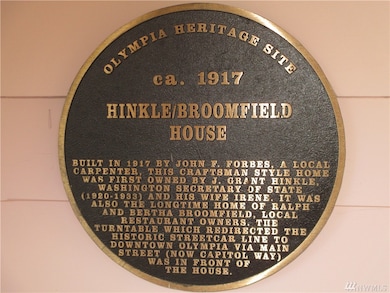 OLYMPIA HERITAGE SITE
ca. 1917
HINKLE/BROOMFIELD
HOUSE
BUILT IN 1917 BY JOHN F. FORBES, A LOCAL
CARPENTER, THIS CRAFTSMAN STYLE HOME
WAS FIRST OWNED BY J. GRANT HINKLE,
WASHINGTON SECRETARY OF STATE
(1920-1933) AND HIS WIFE IRENE. IT WAS
ALSO THE LONGTIME HOME OF RALPH
AND BERTHA BROOMFIELD, LOCAL
RESTAURANT OWNERS. THE
TURNTABLE WHICH REDIRECTED THE
HISTORIC STREETCAR LINE TO
DOWNTOWN OLYMPIA VIA MAIN
STREET (NOW CAPITOL WAY)
WAS IN FRONT OF
THE HOUSE.
NWMLS